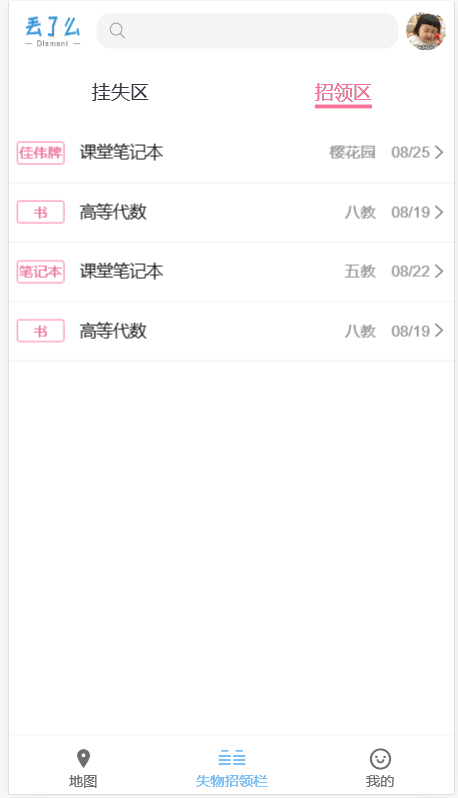 丢了么
Dlement
挂失区 招领区
佳伟牌 课堂笔记本 樱花园 08/25
书 高等代数 八教 08/19
笔记本 课堂笔记本 五教 08/22
书 高等代数 八教 08/19
地图 失物招领栏 我的